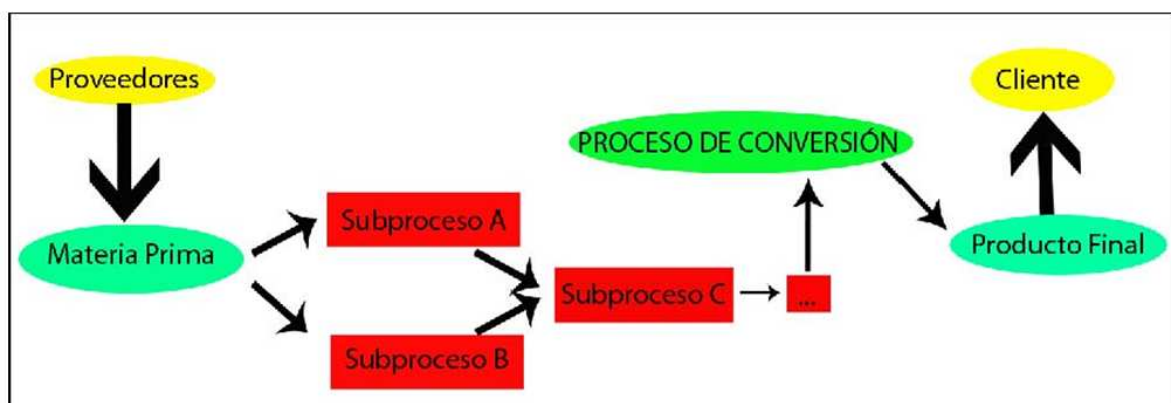 Proveedores
Materia Prima
Subproceso A
Subproceso B
Subproceso C
...
PROCESO DE CONVERSIÓN
Producto Final
Cliente